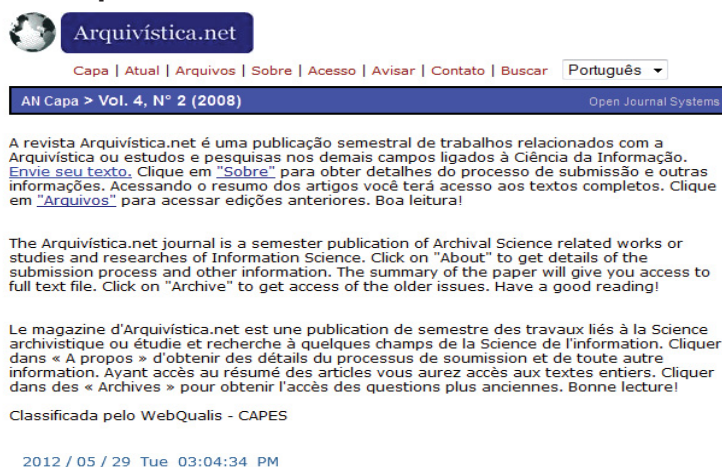 Arquivística.net
Capa | Atual | Arquivos | Sobre | Acesso | Avisar | Contato | Buscar Português
AN Capa > Vol. 4, N° 2 (2008) Open Journal Systems
A revista Arquivística.net é uma publicação semestral de trabalhos relacionados com a
Arquivística ou estudos e pesquisas nos demais campos ligados à Ciência da Informação.
Envie seu texto. Clique em "Sobre" para obter detalhes do processo de submissão e outras
informações. Acessando o resumo dos artigos você terá acesso aos textos completos. Clique
em "Arquivos" para acessar edições anteriores. Boa leitura!
The Arquivística.net journal is a semester publication of Archival Science related works or
studies and researches of Information Science. Click on "About" to get details of the
submission process and other information. The summary of the paper will give you access to
full text file. Click on "Archive" to get access of the older issues. Have a good reading!
Le magazine d'Arquivística.net est une publication de semestre des travaux liés à la Science
archivistique ou étudie et recherche à quelques champs de la Science de l'information. Cliquer
dans « A propos » d'obtenir des détails du processus de soumission et de toute autre
information. Ayant accès au résumé des articles vous aurez accès aux textes entiers. Cliquer
dans des « Archives » pour obtenir l'accès des questions plus anciennes. Bonne lecture!
Classificada pelo WebQualis - CAPES
2012 / 05 / 29 Tue 03:04:34 PM